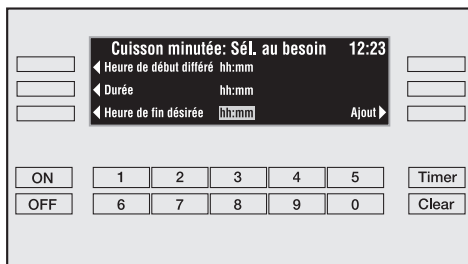 Cuisson minutée: Sél. au besoin 12:23
Heure de début différé hh:mm
Durée hh:mm
Heure de fin désirée hh:mm Ajout
ON 1 2 3 4 5 Timer
OFF 6 7 8 9 0 Clear